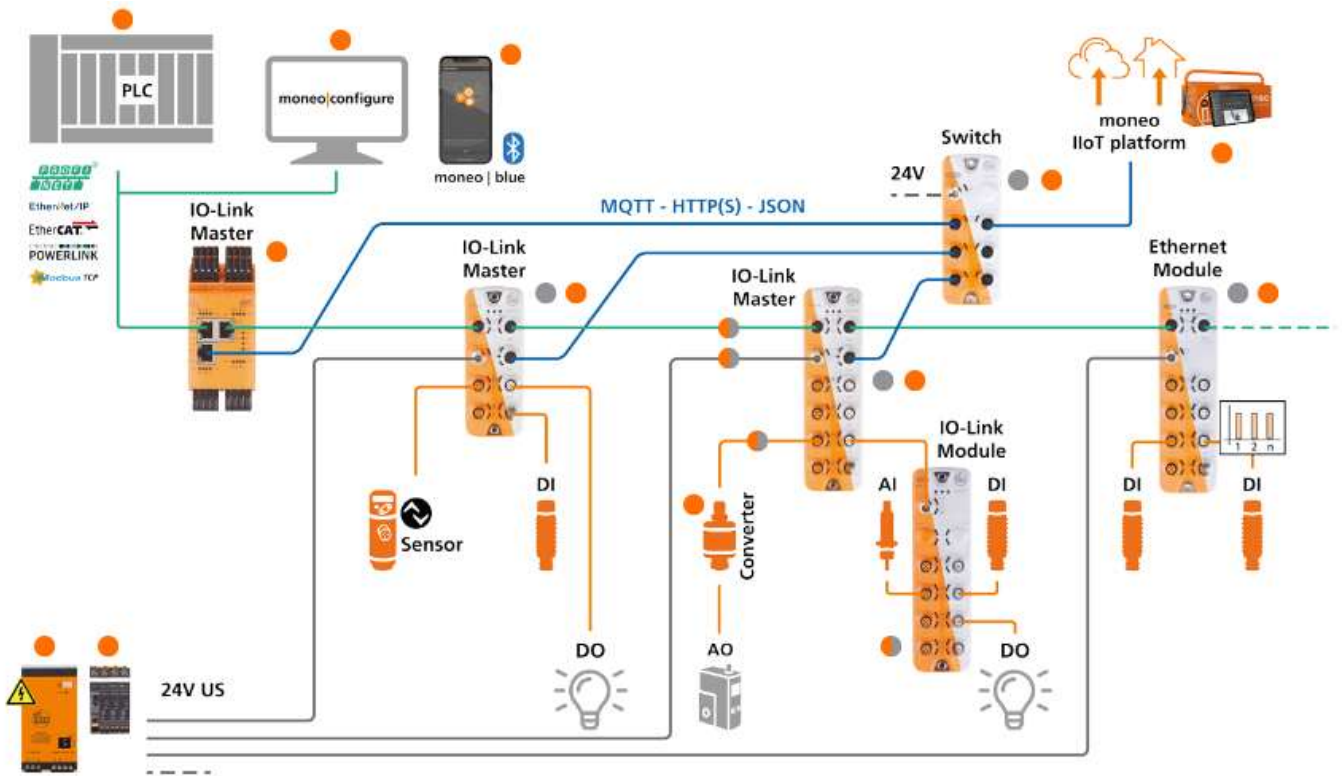 PLC
moneo|configure
moneo | blue
moneo
IIoT platform
Switch
24V
PROFI
NET
EtherNet/IP
EtherCAT
POWERLINK
Modbus TCP
IO-Link
Master
MQTT - HTTP(S) - JSON
IO-Link
Master
IO-Link
Master
Ethernet
Module
IO-Link
Module
1 2 n
Sensor
DI
Converter
AI
DI
DI
DI
DO
AO
DO
24V US